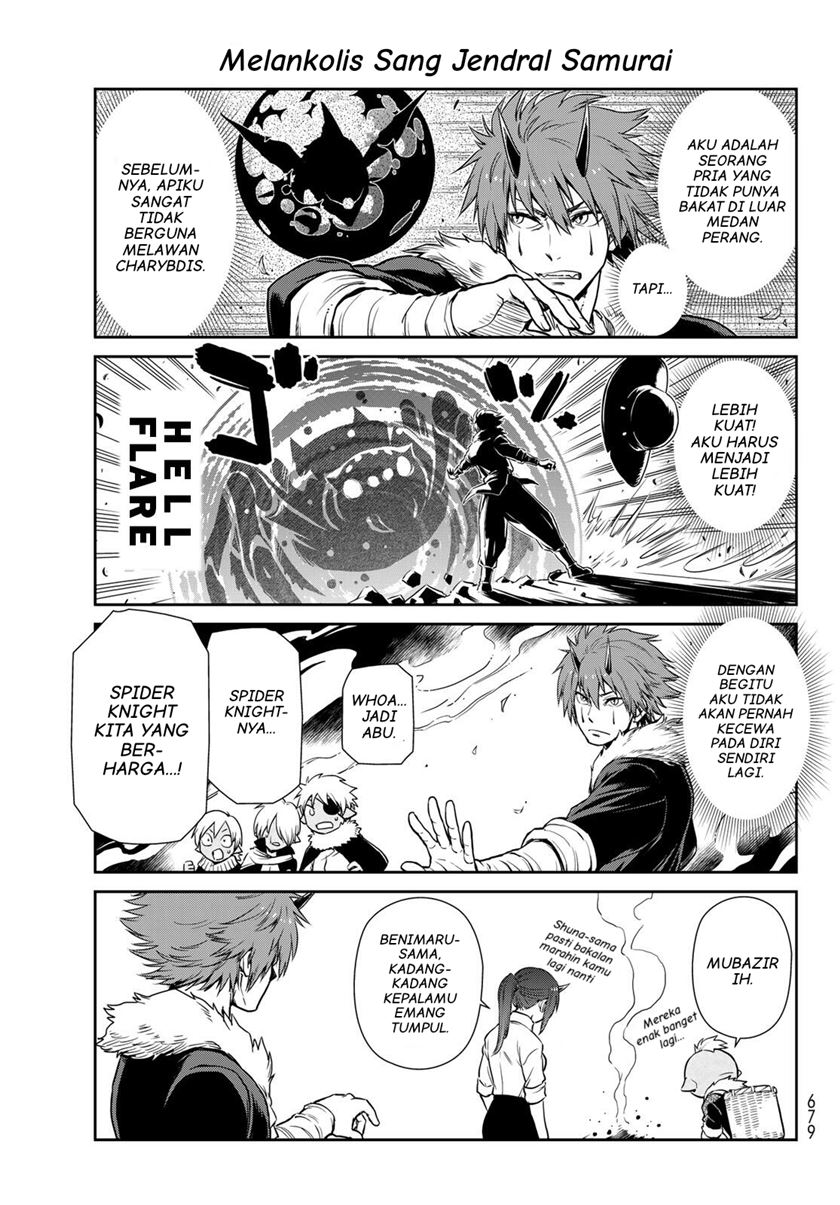 Melankolis Sang Jendral Samurai
AKU ADALAH
SEORANG
PRIA YANG
TIDAK PUNYA
BAKAT DI LUAR
MEDAN
PERANG.
TAPI...
SEBELUM-
NYA, APIKU
SANGAT
TIDAK
BERGUNA
MELAWAN
CHARYBDIS.
LEBIH
KUAT!
AKU HARUS
MENJADI
LEBIH
KUAT!
ゴ
ゴ
HELL
FLARE
DENGAN
BEGITU
AKU TIDAK
AKAN PERNAH
KECEWA
PADA DIRI
SENDIRI
LAGI.
WHOA...
JADI
ABU.
SPIDER
KNIGHT-
NYA...
SPIDER
KNIGHT
KITA YANG
BER-
HARGA...!
MUBAZIR
IH.
Mereka
enak banget
lagi...
Shuna-sama
pasti bakalan
marahin kamu
lagi nanti
BENIMARU-
SAMA,
KADANG-
KADANG
KEPALAMU
EMANG
TUMPUL.
679